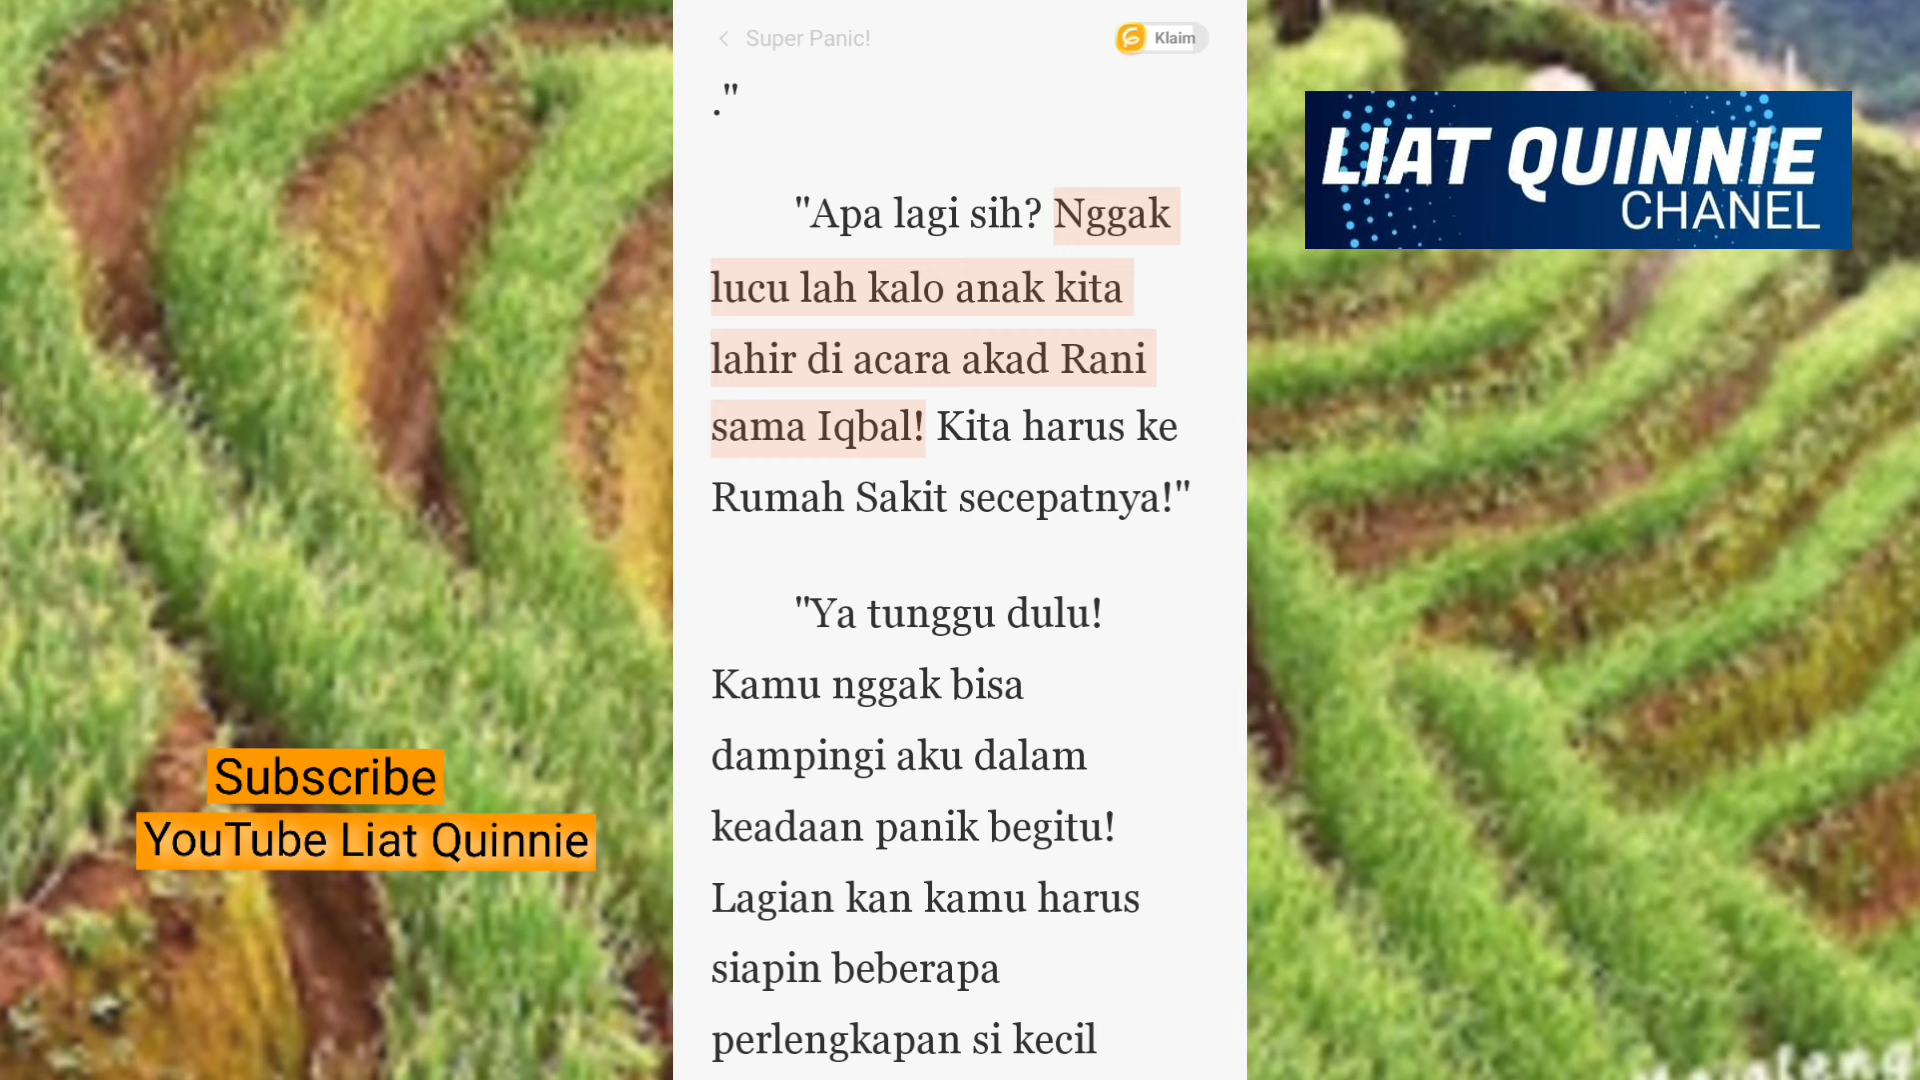 Super Panic!
Klaim
."
"Apa lagi sih? Nggak
lucu lah kalo anak kita
lahir di acara akad Rani
sama Iqbal! Kita harus ke
Rumah Sakit secepatnya!"
"Ya tunggu dulu!
Kamu nggak bisa
dampingi aku dalam
keadaan panik begitu!
Lagian kan kamu harus
siapin beberapa
perlengkapan si kecil
LIAT QUINNIE
CHANEL
Subscribe
YouTube Liat Quinnie